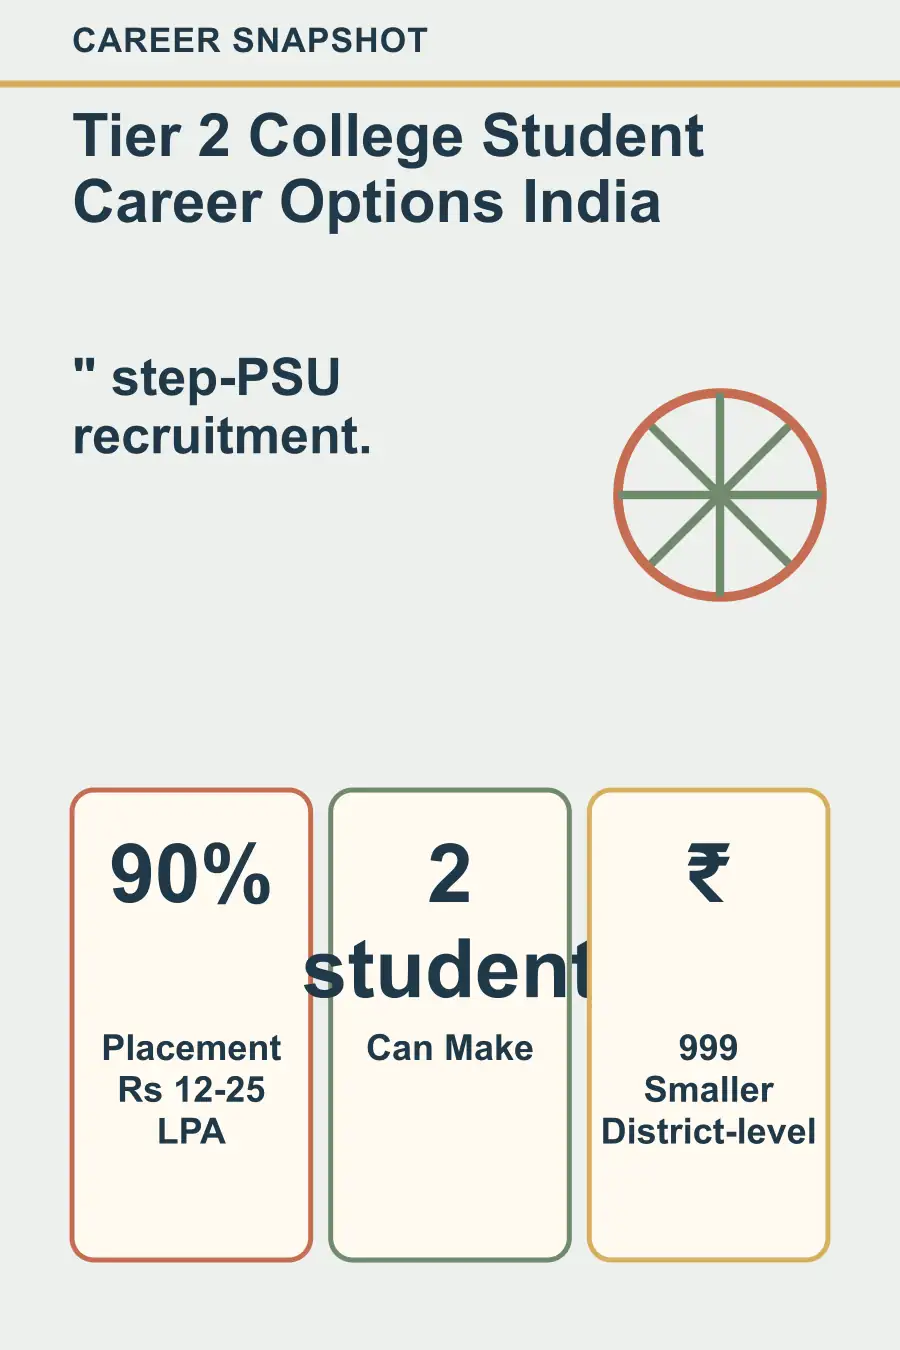 CAREER SNAPSHOT
Tier 2 College Student
Career Options India
" step-PSU
recruitment.
90%
Placement
Rs 12-25
LPA
2
student
Can Make
₹
999
Smaller
District-level